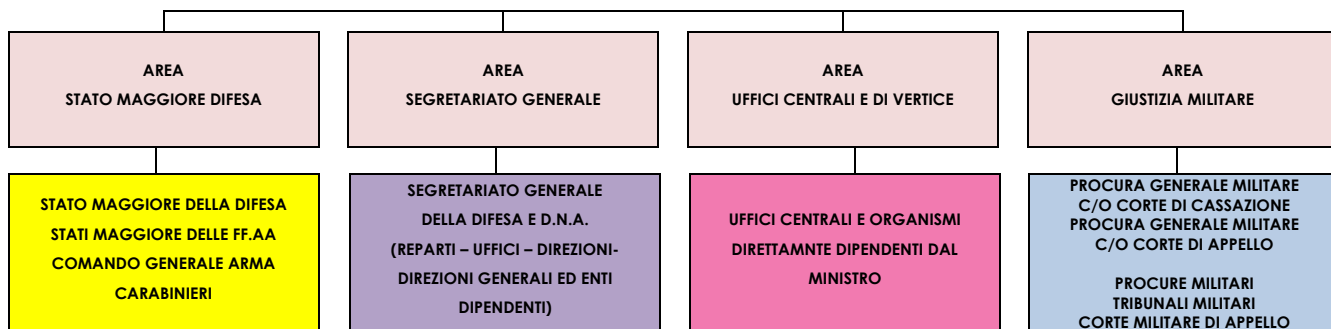 AREA
STATO MAGGIORE DIFESA
AREA
SEGRETARIATO GENERALE
AREA
UFFICI CENTRALI E DI VERTICE
AREA
GIUSTIZIA MILITARE
STATO MAGGIORE DELLA DIFESA
STATI MAGGIORE DELLE FF.AA
COMANDO GENERALE ARMA
CARABINIERI
SEGRETARIATO GENERALE
DELLA DIFESA E D.N.A.
(REPARTI – UFFICI – DIREZIONI-
DIREZIONI GENERALI ED ENTI
DIPENDENTI)
UFFICI CENTRALI E ORGANISMI
DIRETTAMNTE DIPENDENTI DAL
MINISTRO
PROCURA GENERALE MILITARE
C/O CORTE DI CASSAZIONE
PROCURA GENERALE MILITARE
C/O CORTE DI APPELLO
PROCURE MILITARI
TRIBUNALI MILITARI
CORTE MILITARE DI APPELLO